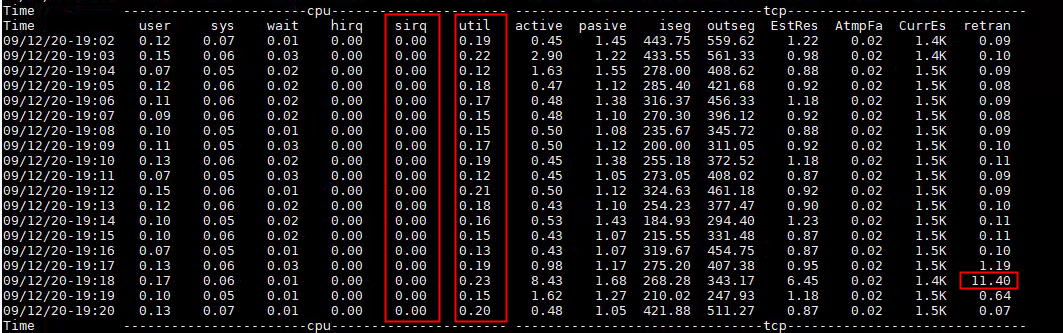 Time -----------------------cpu---------------------- -----------------------------tcp------------------------------
Time user sys wait hirq sirq util active pasive iseg outseg EstRes AtmpFa CurrEs retran
09/12/20-19:02 0.12 0.07 0.01 0.00 0.00 0.19 0.45 1.45 443.75 559.62 1.22 0.02 1.4K 0.09
09/12/20-19:03 0.15 0.06 0.03 0.00 0.00 0.22 2.90 1.22 433.55 561.33 0.98 0.02 1.4K 0.10
09/12/20-19:04 0.07 0.05 0.02 0.00 0.00 0.12 1.63 1.55 278.00 408.62 0.88 0.02 1.5K 0.09
09/12/20-19:05 0.12 0.06 0.02 0.00 0.00 0.18 0.47 1.12 285.40 421.68 0.92 0.02 1.5K 0.08
09/12/20-19:06 0.11 0.06 0.02 0.00 0.00 0.17 0.48 1.38 316.37 456.33 1.18 0.02 1.5K 0.09
09/12/20-19:07 0.09 0.06 0.02 0.00 0.00 0.15 0.48 1.10 270.30 396.12 0.92 0.02 1.5K 0.08
09/12/20-19:08 0.10 0.05 0.01 0.00 0.00 0.15 0.50 1.08 235.67 345.72 0.88 0.02 1.5K 0.09
09/12/20-19:09 0.11 0.05 0.03 0.00 0.00 0.17 0.50 1.12 200.00 311.05 0.92 0.02 1.5K 0.10
09/12/20-19:10 0.13 0.06 0.02 0.00 0.00 0.19 0.45 1.38 255.18 372.52 1.18 0.02 1.5K 0.11
09/12/20-19:11 0.07 0.05 0.03 0.00 0.00 0.12 0.45 1.05 273.05 408.02 0.87 0.02 1.5K 0.09
09/12/20-19:12 0.15 0.06 0.01 0.00 0.00 0.21 0.50 1.12 324.63 461.18 0.92 0.02 1.5K 0.09
09/12/20-19:13 0.12 0.06 0.02 0.00 0.00 0.18 0.43 1.10 254.23 377.47 0.90 0.02 1.5K 0.10
09/12/20-19:14 0.10 0.05 0.02 0.00 0.00 0.16 0.53 1.43 184.93 294.40 1.23 0.02 1.5K 0.11
09/12/20-19:15 0.10 0.06 0.02 0.00 0.00 0.15 0.43 1.07 215.55 331.48 0.87 0.02 1.5K 0.11
09/12/20-19:16 0.07 0.05 0.01 0.00 0.00 0.13 0.43 1.07 319.67 454.75 0.87 0.02 1.5K 0.10
09/12/20-19:17 0.13 0.06 0.03 0.00 0.00 0.19 0.98 1.17 275.20 407.38 0.95 0.02 1.5K 1.19
09/12/20-19:18 0.17 0.06 0.02 0.00 0.00 0.23 8.43 1.68 268.28 343.17 6.45 0.02 1.4K 11.40
09/12/20-19:19 0.10 0.05 0.01 0.00 0.00 0.15 1.62 1.27 210.02 247.93 1.18 0.02 1.5K 0.64
09/12/20-19:20 0.13 0.07 0.01 0.00 0.00 0.20 0.48 1.05 421.88 511.27 0.87 0.02 1.5K 0.07
Time -----------------------cpu---------------------- -----------------------------tcp------------------------------